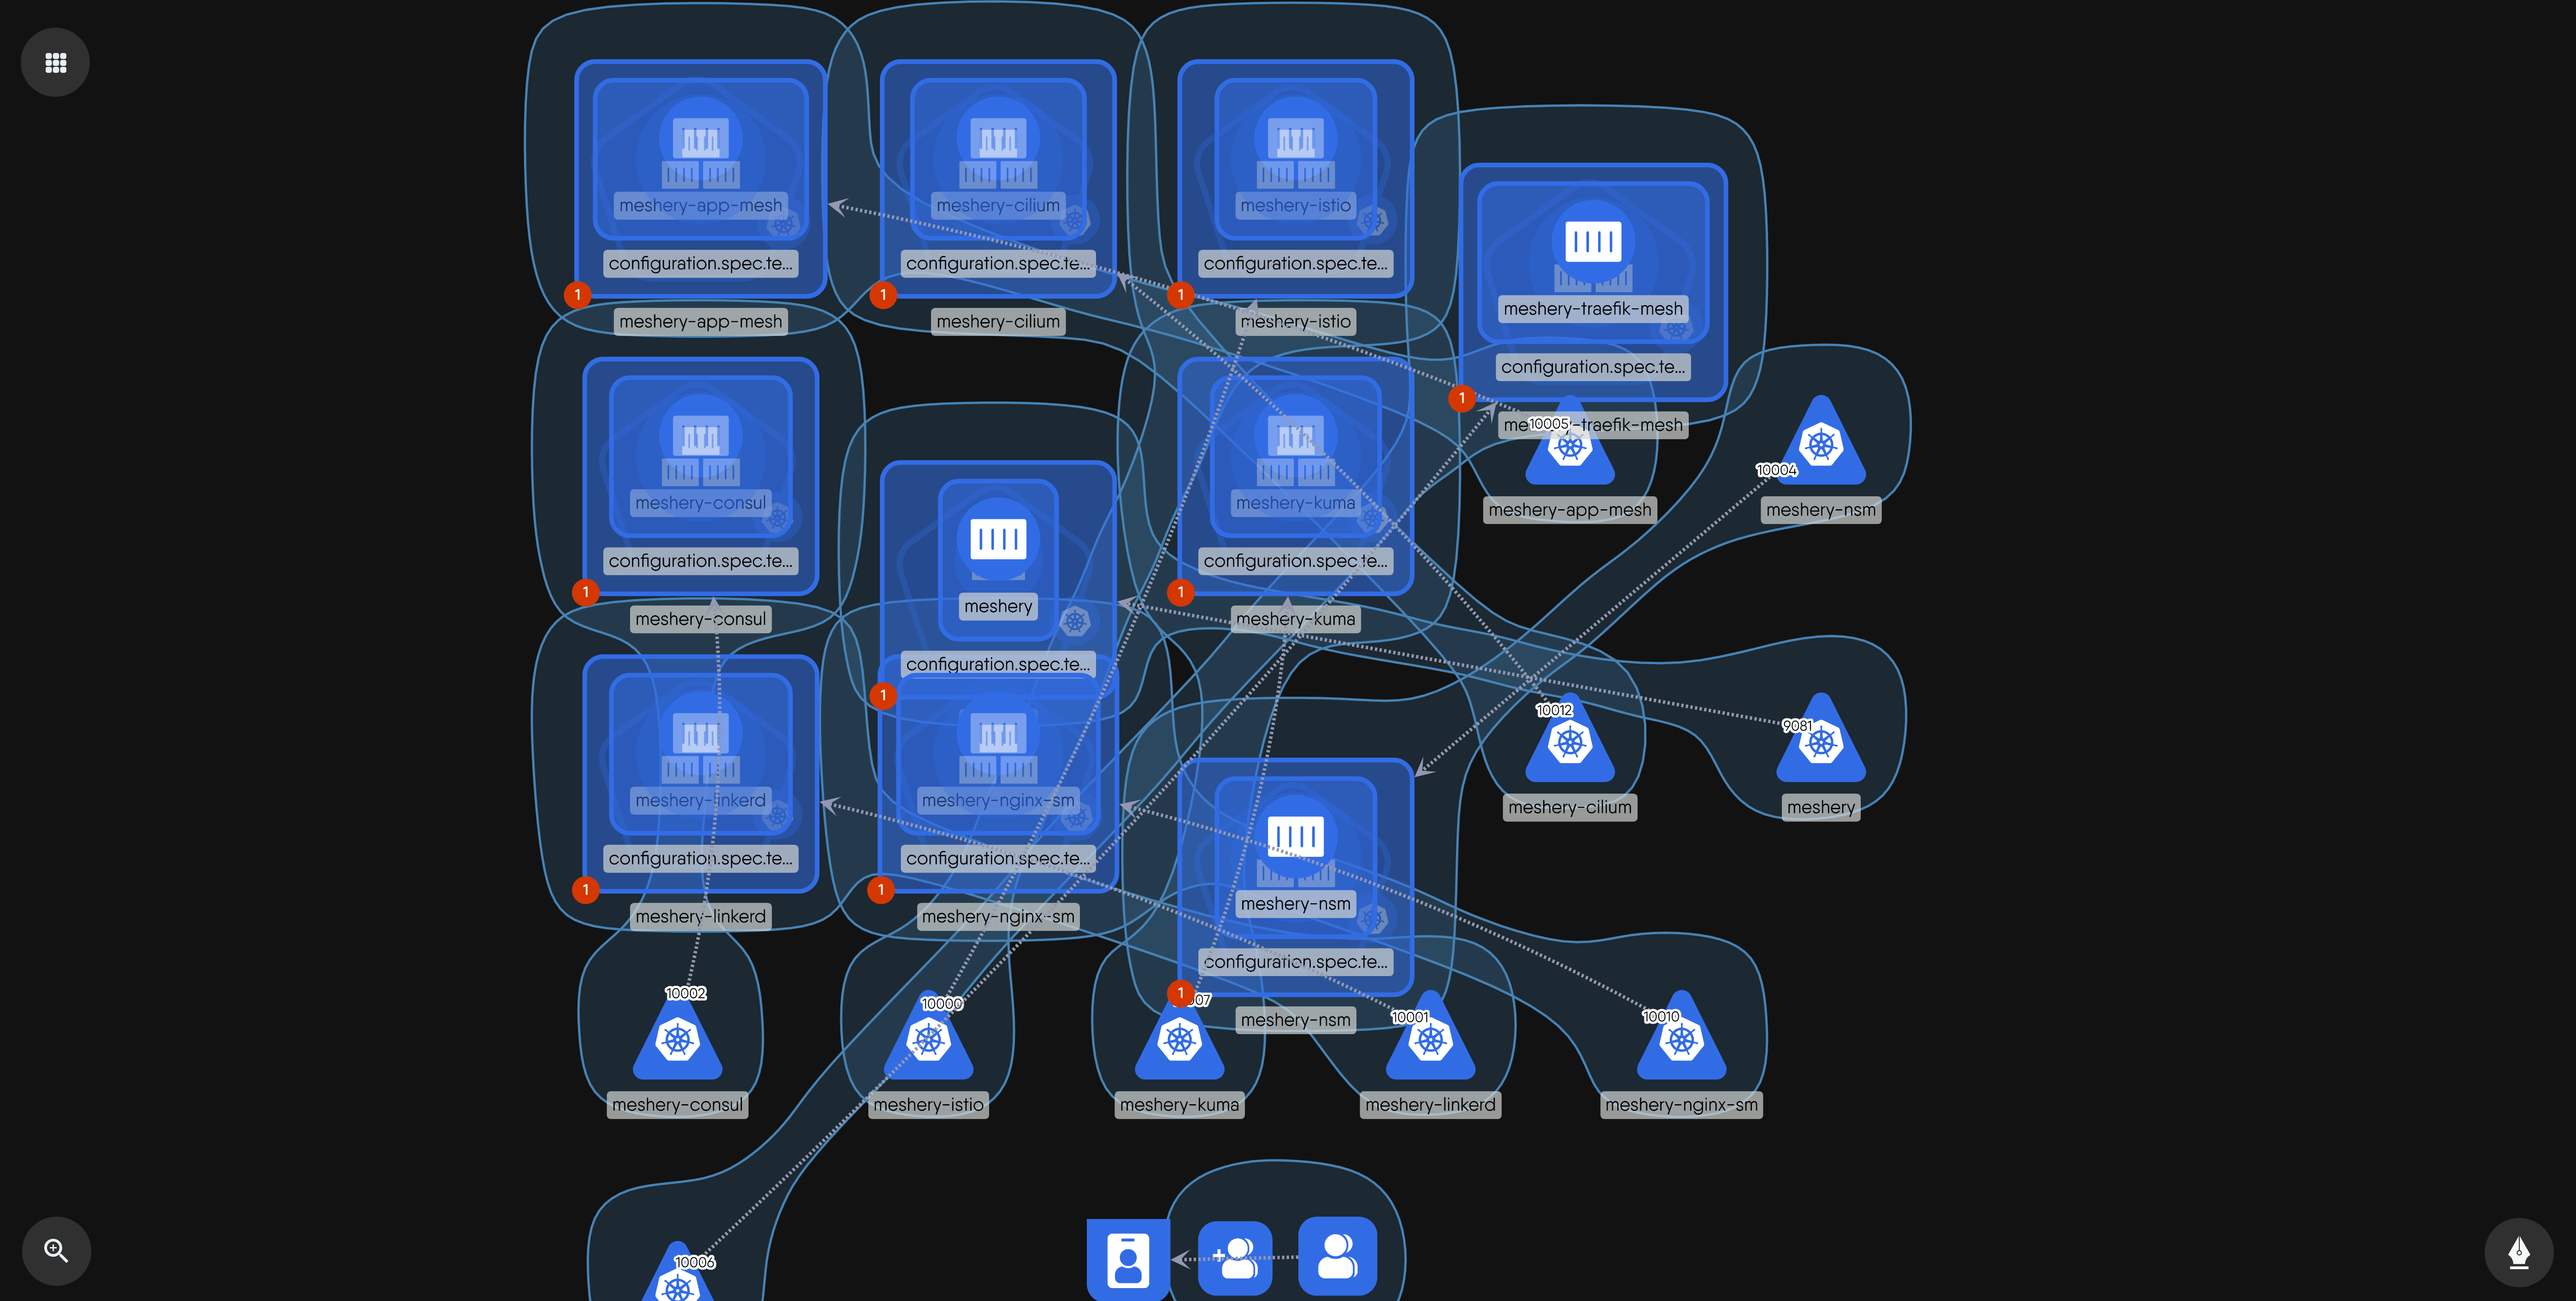 meshery-app-mesh
configuration.spec.te...
1
meshery-app-mesh
meshery-cilium
configuration.spec.te...
1
meshery-cilium
meshery-istio
configuration.spec.te...
1
meshery-istio
meshery-traefik-mesh
configuration.spec.te...
1
meshery-traefik-mesh
10005
meshery-app-mesh
10004
meshery-nsm
meshery-consul
configuration.spec.te...
1
meshery-consul
meshery
configuration.spec.te...
1
meshery-kuma
configuration.spec.te...
1
meshery-kuma
10012
meshery-cilium
9081
meshery
meshery-linkerd
configuration.spec.te...
1
meshery-linkerd
meshery-nginx-sm
configuration.spec.te...
1
meshery-nginx-sm
meshery-nsm
configuration.spec.te...
1
meshery-nsm
10002
meshery-consul
10000
meshery-istio
meshery-kuma
10001
meshery-linkerd
10010
meshery-nginx-sm
10006